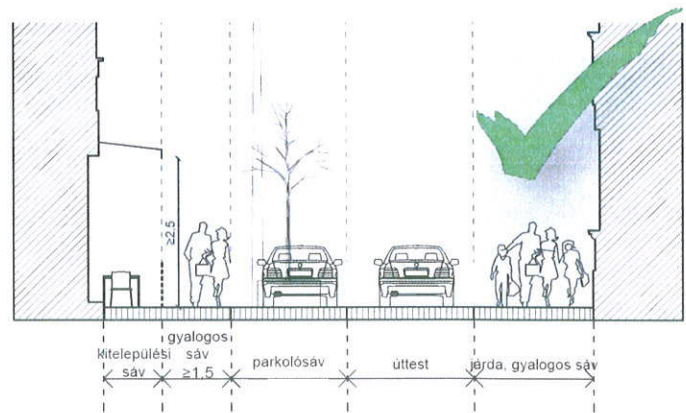 ≥2.5
kitelepülési
sáv
gyalogos
sáv
≥1,5
parkolósáv
úttest
járda, gyalogos sáv